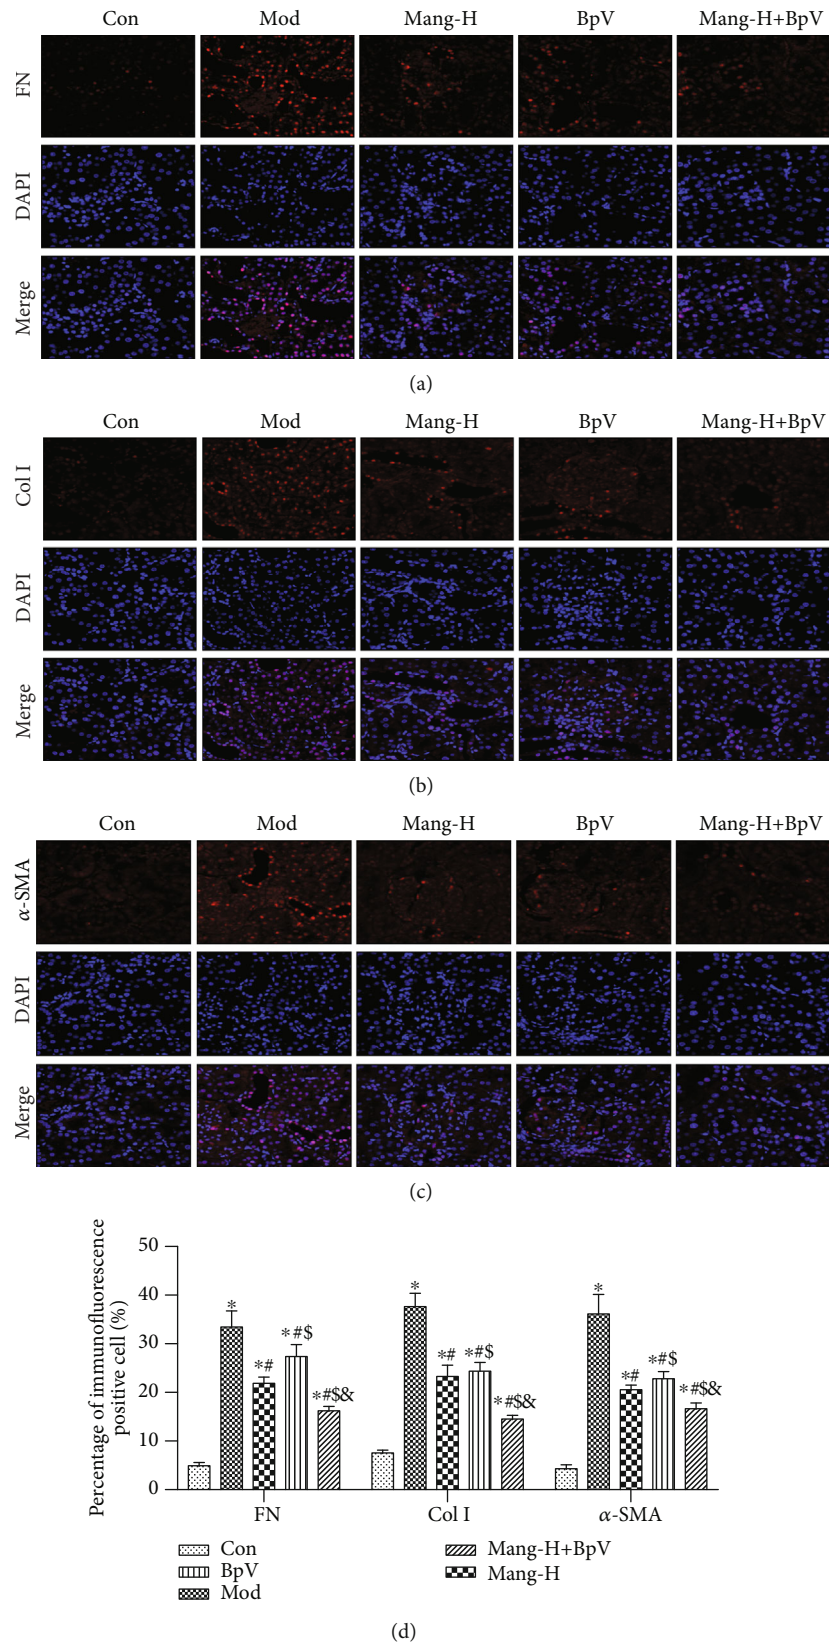 Con Mod Mang-H BpV Mang-H+BpV
FN
DAPI
Merge
(a)
Con Mod Mang-H BpV Mang-H+BpV
Col I
DAPI
Merge
(b)
Con Mod Mang-H BpV Mang-H+BpV
α-SMA
DAPI
Merge
(c)
Percentage of immunofluorescence
positive cell (%)
50
40
30
20
10
0
* *# *#$ *#$&
* *# *#$ *#$&
* *# *#$ *#$&
FN Col I α-SMA
Con Mang-H+BpV
BpV Mang-H
Mod
(d)